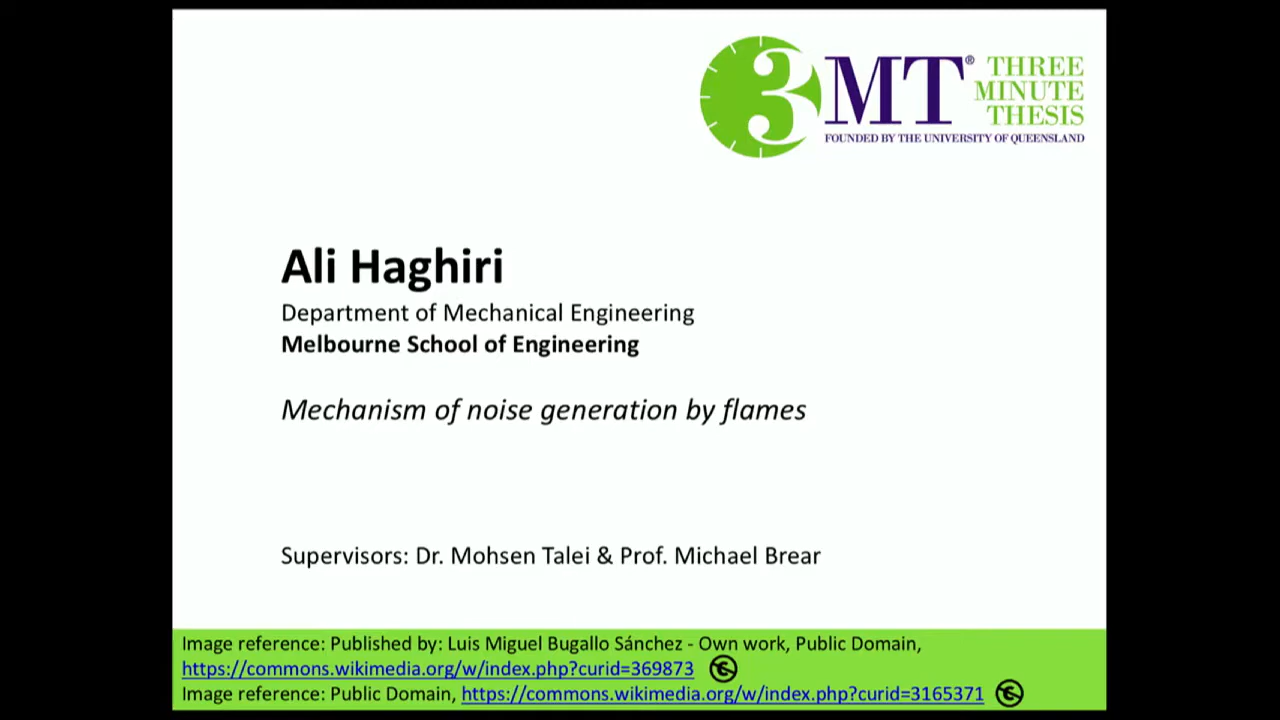 3MT® THREE
MINUTE
THESIS
FOUNDED BY THE UNIVERSITY OF QUEENSLAND
Ali Haghiri
Department of Mechanical Engineering
Melbourne School of Engineering
Mechanism of noise generation by flames
Supervisors: Dr. Mohsen Talei & Prof. Michael Brear
Image reference: Published by: Luis Miguel Bugallo Sánchez - Own work, Public Domain,
https://commons.wikimedia.org/w/index.php?curid=369873
Image reference: Public Domain, https://commons.wikimedia.org/w/index.php?curid=3165371